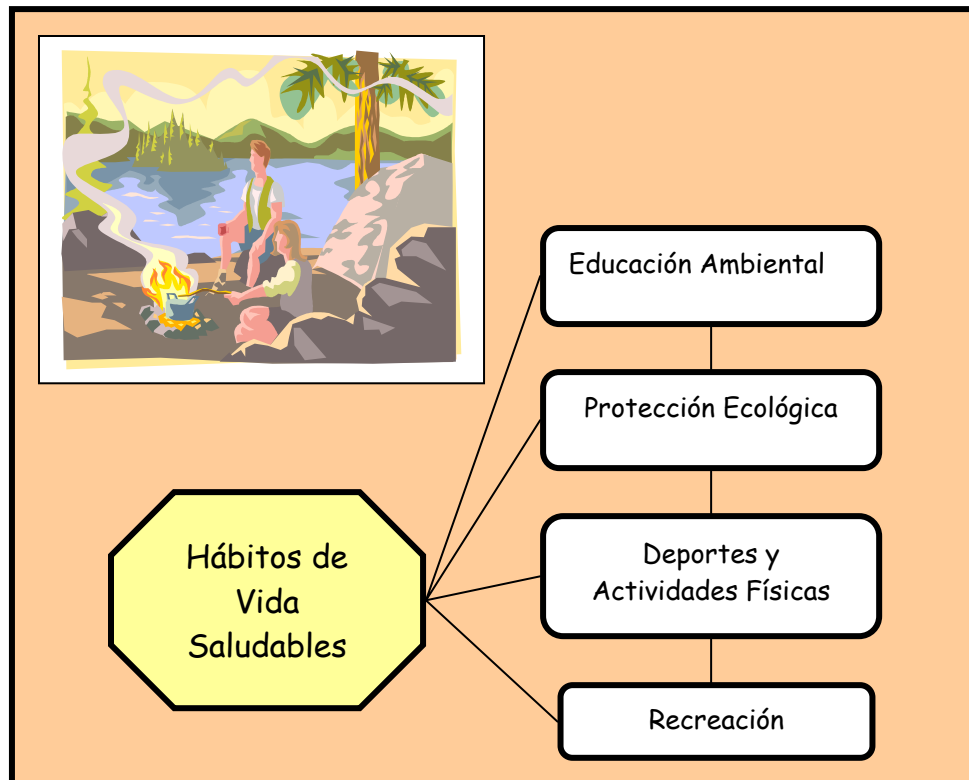 Educación Ambiental
Protección Ecológica
Hábitos de
Vida
Saludables
Deportes y
Actividades Físicas
Recreación